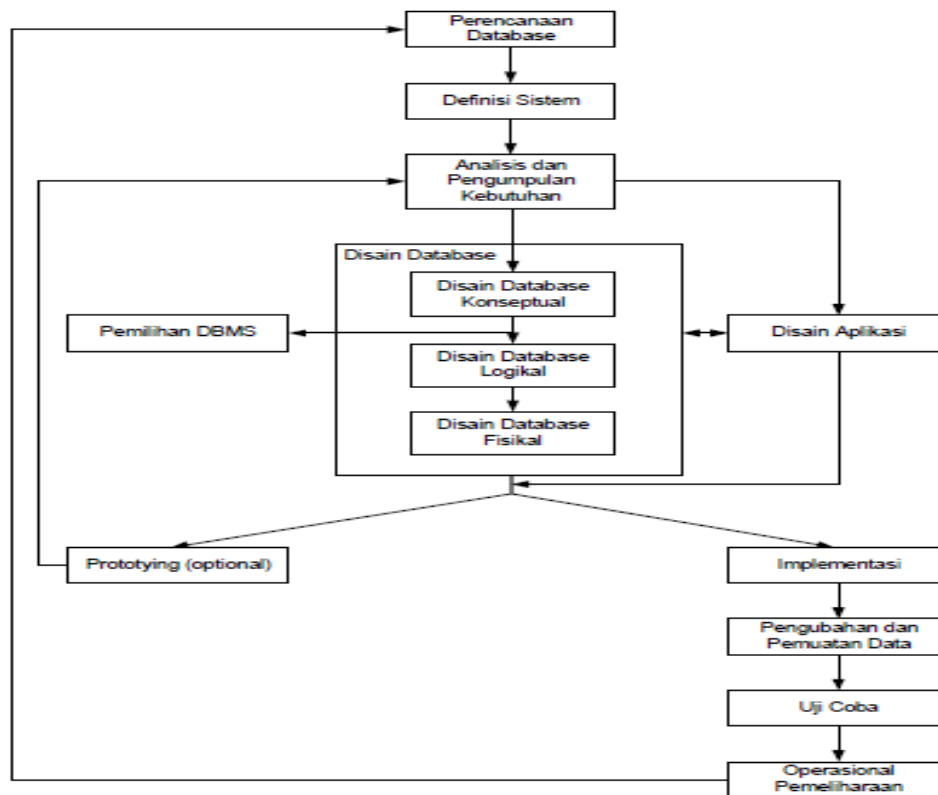 Perencanaan
Database
Definisi Sistem
Analisis dan
Pengumpulan
Kebutuhan
Disain Database
Disain Database
Konseptual
Pemilihan DBMS
Disain Aplikasi
Disain Database
Logikal
Disain Database
Fisikal
Prototying (optional)
Implementasi
Pengubahan dan
Pemuatan Data
Uji Coba
Operasional
Pemeliharaan